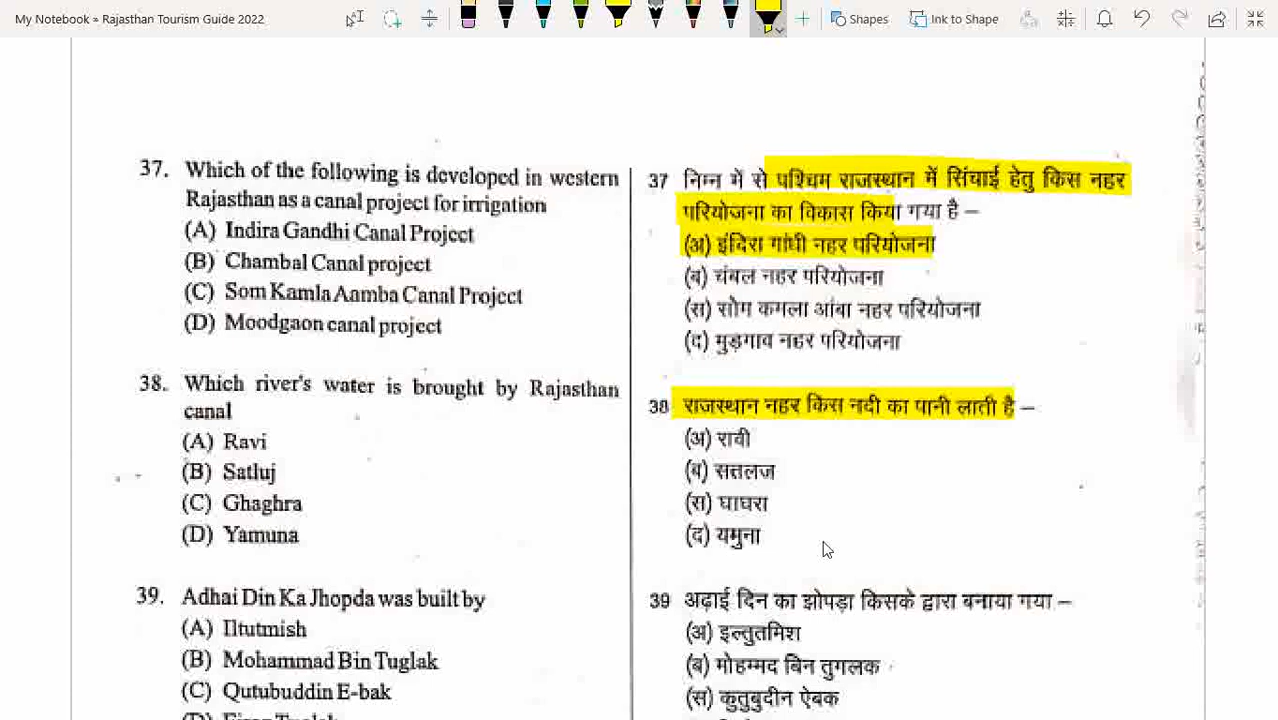 My Notebook » Rajasthan Tourism Guide 2022
Shapes
Ink to Shape
37. Which of the following is developed in western
Rajasthan as a canal project for irrigation
(A) Indira Gandhi Canal Project
(B) Chambal Canal project
(C) Som Kamla Aamba Canal Project
(D) Moodgaon canal project
38. Which river's water is brought by Rajasthan
canal
(A) Ravi
(B) Satluj
(C) Ghaghra
(D) Yamuna
39. Adhai Din Ka Jhopda was built by
(A) Iltutmish
(B) Mohammad Bin Tuglak
(C) Qutubuddin E-bak
37 निम्न में से पश्चिम राजस्थान में सिंचाई हेतु किस नहर
परियोजना का विकास किया गया है –
(अ) इंदिरा गांधी नहर परियोजना
(ब) चंबल नहर परियोजना
(स) सोम कमला आंबा नहर परियोजना
(द) मुड़गाव नहर परियोजना
38 राजस्थान नहर किस नदी का पानी लाती है –
(अ) रावी
(ब) सत्तलज
(स) घाघरा
(द) यमुना
39 अढ़ाई दिन का झोपड़ा किसके द्वारा बनाया गया –
(अ) इल्तुतमिश
(ब) मोहम्मद बिन तुगलक
(स) कुतुबुदीन ऐबक